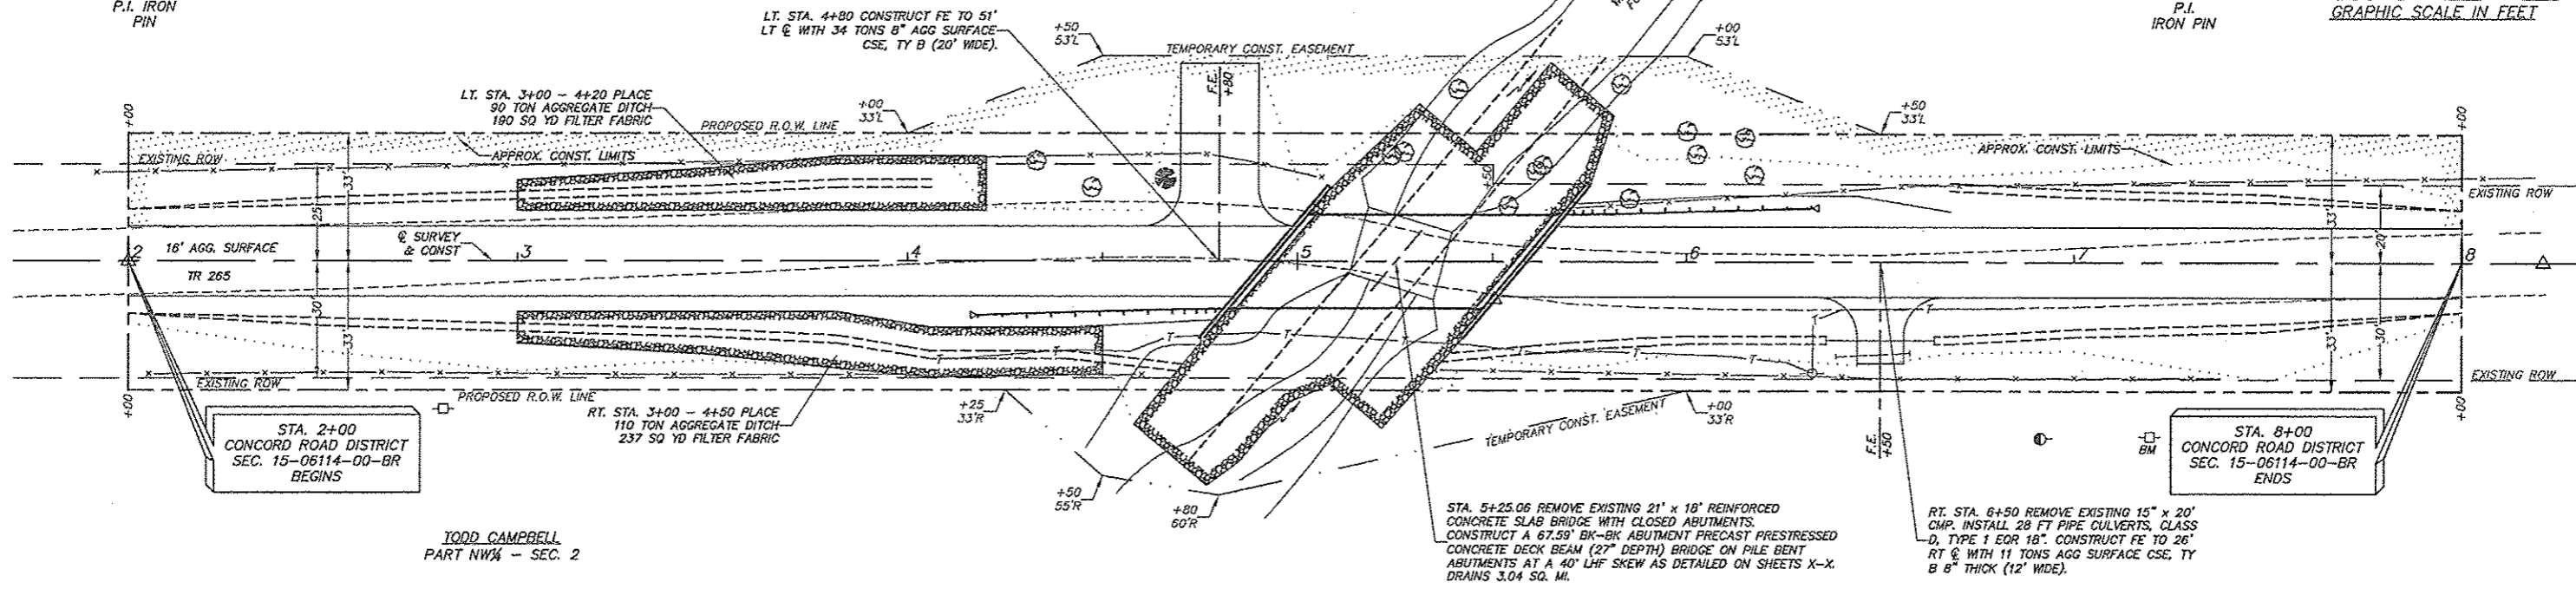 P.I. IRON
PIN
LT. STA. 4+80 CONSTRUCT FE TO 51'
LT ℄ WITH 34 TONS 8" AGG SURFACE
CSE, TY B (20' WIDE).
P.I.
IRON PIN
GRAPHIC SCALE IN FEET
+50
53'L
TEMPORARY CONST. EASEMENT
+00
53'L
LT. STA. 3+00 - 4+20 PLACE
90 TON AGGREGATE DITCH
190 SQ YD FILTER FABRIC
+00
33'L
F.E.
+80
+50
33'L
+00
+00
PROPOSED R.O.W. LINE
EXISTING ROW
APPROX. CONST. LIMITS
APPROX. CONST. LIMITS
+50
EXISTING ROW
25'
33'
33'
20'
16' AGG. SURFACE
℄ SURVEY
& CONST
2
3
4
5
6
7
8
TR 265
30'
33'
33'
30'
T
T
T
T
T
T
T
T
EXISTING ROW
EXISTING ROW
+00
PROPOSED R.O.W. LINE
+25
33'R
TEMPORARY CONST. EASEMENT
+00
33'R
+00
RT. STA. 3+00 - 4+50 PLACE
110 TON AGGREGATE DITCH
237 SQ YD FILTER FABRIC
STA. 2+00
CONCORD ROAD DISTRICT
SEC. 15-06114-00-BR
BEGINS
F.E.
+50
BM
STA. 8+00
CONCORD ROAD DISTRICT
SEC. 15-06114-00-BR
ENDS
+50
55'R
+80
60'R
STA. 5+25.06 REMOVE EXISTING 21' x 18' REINFORCED
CONCRETE SLAB BRIDGE WITH CLOSED ABUTMENTS.
CONSTRUCT A 67.59' BK-BK ABUTMENT PRECAST PRESTRESSED
CONCRETE DECK BEAM (27" DEPTH) BRIDGE ON PILE BENT
ABUTMENTS AT A 40° LHF SKEW AS DETAILED ON SHEETS X-X.
DRAINS 3.04 SQ. MI.
RT. STA. 6+50 REMOVE EXISTING 15" x 20'
CMP. INSTALL 28 FT PIPE CULVERTS, CLASS
D, TYPE 1 EQR 18". CONSTRUCT FE TO 26'
RT ℄ WITH 11 TONS AGG SURFACE CSE, TY
B 8" THICK (12' WIDE).
TODD CAMPBELL
PART NW¼ - SEC. 2